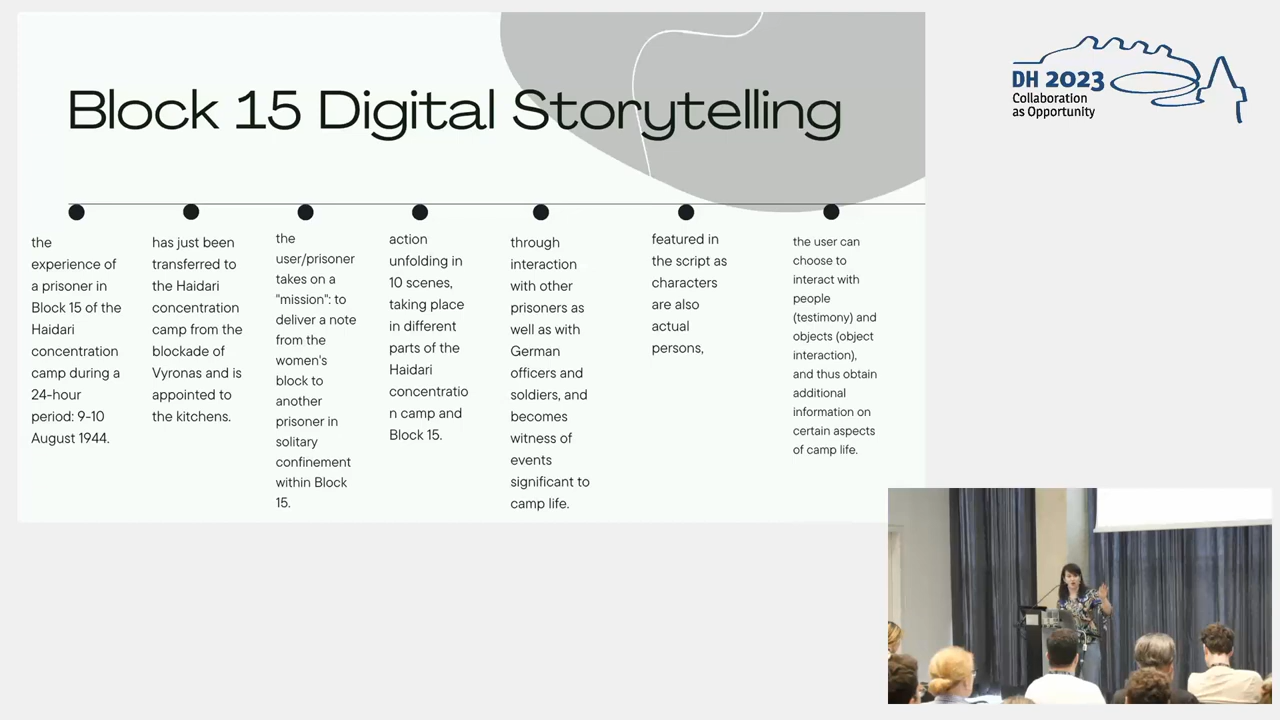 Block 15 Digital Storytelling
the
experience of
a prisoner in
Block 15 of the
Haidari
concentration
camp during a
24-hour
period: 9-10
August 1944.
has just been
transferred to
the Haidari
concentration
camp from the
blockade of
Vyronas and is
appointed to
the kitchens.
the
user/prisoner
takes on a
"mission": to
deliver a note
from the
women's
block to
another
prisoner in
solitary
confinement
within Block
15.
action
unfolding in
10 scenes,
taking place
in different
parts of the
Haidari
concentratio
n camp and
Block 15.
through
interaction
with other
prisoners as
well as with
German
officers and
soldiers, and
becomes
witness of
events
significant to
camp life.
featured in
the script as
characters
are also
actual
persons,
the user can
choose to
interact with
people
(testimony) and
objects (object
interaction),
and thus obtain
additional
information on
certain aspects
of camp life.
DH 2023
Collaboration
as Opportunity